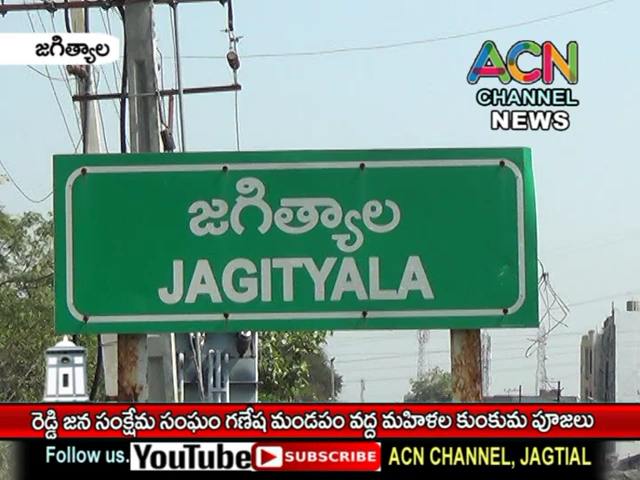 జగిత్యాల
ACN
CHANNEL
NEWS
జగిత్యాల
JAGITYALA
రెడ్డి జన సంక్షేమ సంఘం గణేష మండపం వద్ద మహిళల కుంకుమ పూజలు
Follow us. YouTube SUBSCRIBE ACN CHANNEL, JAGTIAL